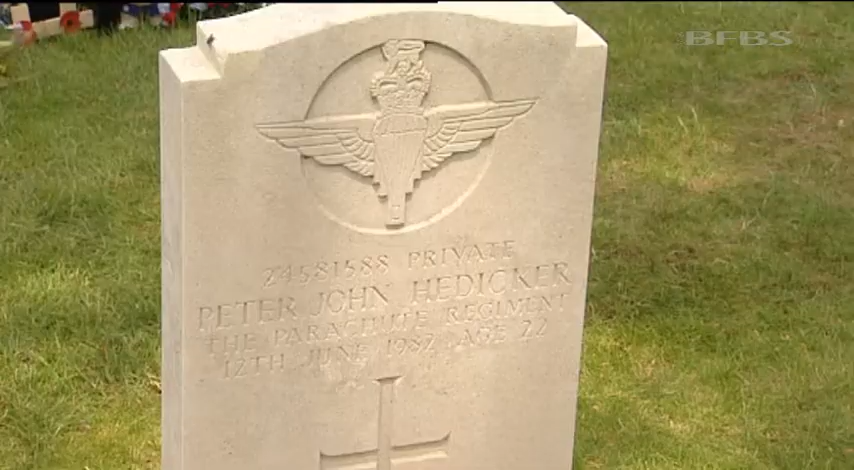 BFBS
24581588 PRIVATE
PETER JOHN HEDICKER
THE PARACHUTE REGIMENT
12TH JUNE 1982 AGE 22